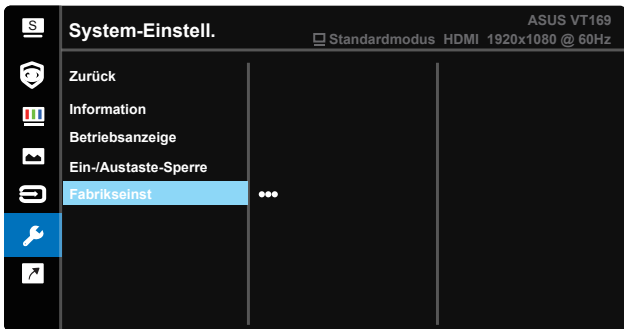 S
System-Einstell.
ASUS VT169
Standardmodus HDMI 1920x1080 @ 60Hz
Zurück
Information
Betriebsanzeige
Ein-/Austaste-Sperre
Fabrikseinst